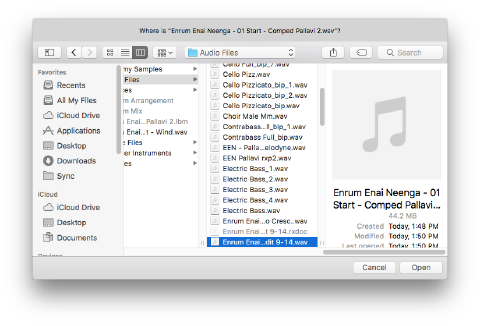 Where is "Enrum Enai Neenga - 01 Start - Comped Pallavi 2.wav"?
Audio Files
Search
Favorites
Recents
All My Files
iCloud Drive
Applications
Desktop
Downloads
Sync
iCloud
iCloud Drive
Desktop
Documents
my Samples
Files
Arrangement
Mix
Enai...Pallavi 2.lbm
Enai...t - Wind.wav
Files
er Instruments
Cello Full_bip_7.wav
Cello Pizz.wav
Cello Pizzicato_bip_1.wav
Cello Pizzicato_bip_2.wav
Cello Pizzicato_bip.wav
Choir Male Mm.wav
Contrabass...ll_bip_1.wav
Contrabass Full_bip.wav
EEN - Palla...elodyne.wav
EEN Pallavi rxp2.wav
Electric Bass_1.wav
Electric Bass_2.wav
Electric Bass_3.wav
Electric Bass_4.wav
Electric Bass.wav
Enrum Enai...o Cresc...wav
Enrum Enai...t 9-14.rxdoc
Enrum Enai...dit 9-14.wav
Enrum Enai Neenga - 01
Start - Comped Pallavi...
44.2 MB
Created Today, 1:48 PM
Modified Today, 1:50 PM
Last opened Today, 1:50 PM
Cancel
Open